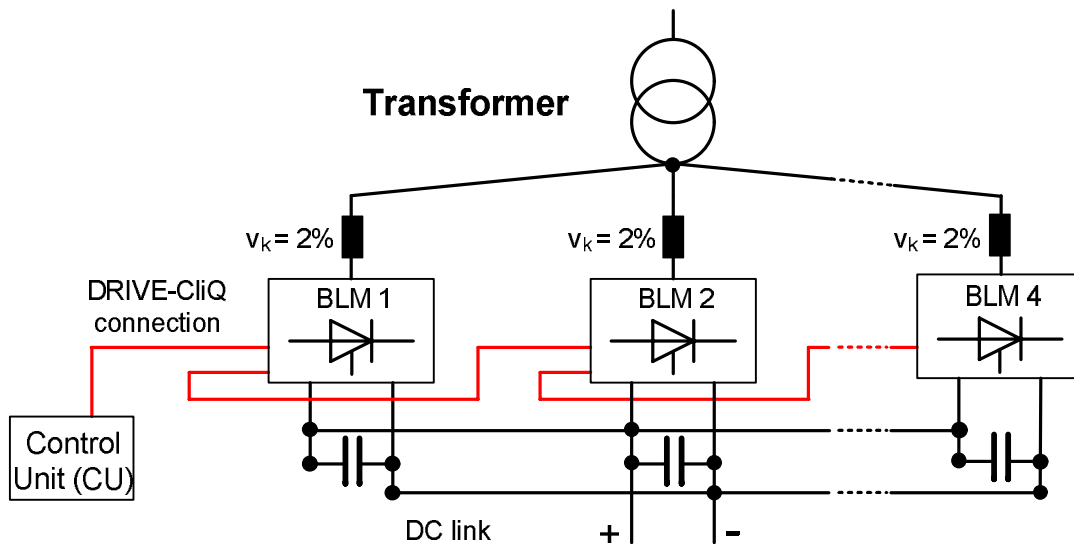 Transformer
vk = 2%
vk = 2%
vk = 2%
DRIVE-CliQ
connection
BLM 1
BLM 2
BLM 4
Control
Unit (CU)
DC link
+
-